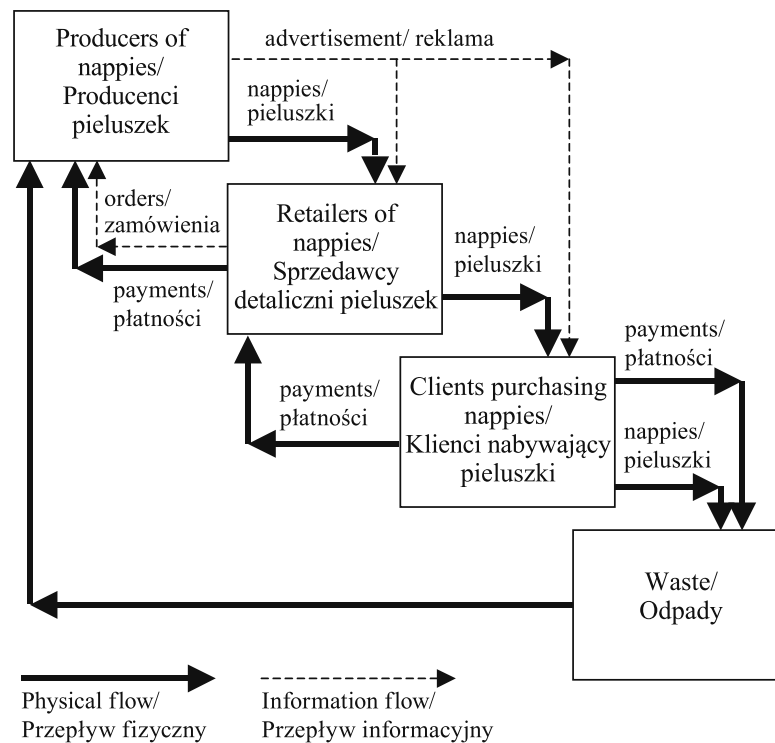 Producers of
nappies/
Producenci
pieluszek
advertisement/ reklama
nappies/
pieluszki
orders/
zamówienia
Retailers of
nappies/
Sprzedawcy
detaliczni pieluszek
nappies/
pieluszki
payments/
płatności
payments/
płatności
Clients purchasing
nappies/
Klienci nabywający
pieluszki
payments/
płatności
nappies/
pieluszki
Waste/
Odpady
Physical flow/
Przepływ fizyczny
Information flow/
Przepływ informacyjny